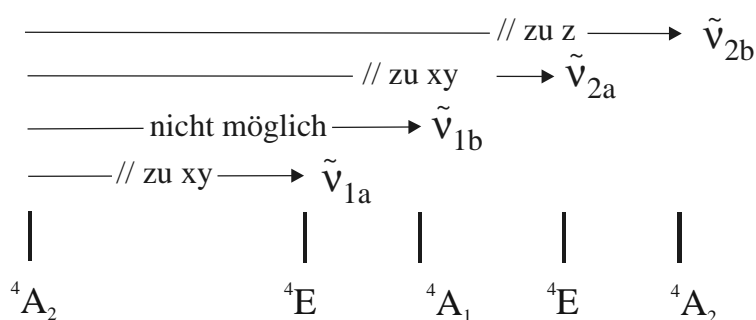 // zu z ν̃2b
// zu xy ν̃2a
nicht möglich ν̃1b
// zu xy ν̃1a
⁴A₂ ⁴E ⁴A₁ ⁴E ⁴A₂